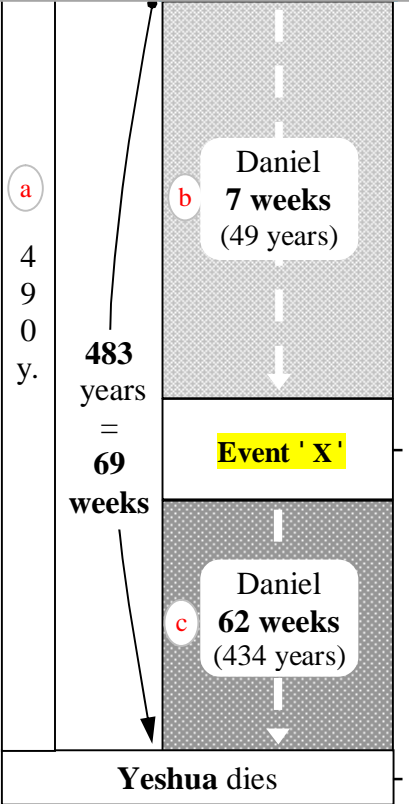 a
4
9
0
y.
483
years
=
69
weeks
b
Daniel
7 weeks
(49 years)
Event ' X '
c
Daniel
62 weeks
(434 years)
Yeshua dies